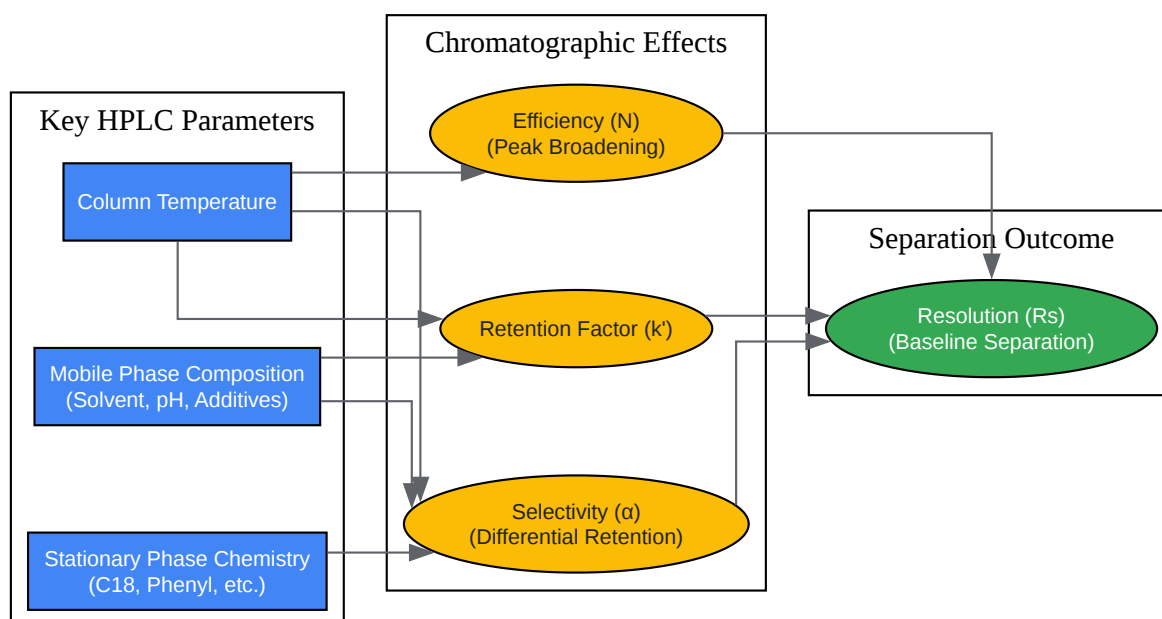 Key HPLC Parameters
Column Temperature
Mobile Phase Composition
(Solvent, pH, Additives)
Stationary Phase Chemistry
(C18, Phenyl, etc.)
Chromatographic Effects
Efficiency (N)
(Peak Broadening)
Retention Factor (k')
Selectivity (α)
(Differential Retention)
Separation Outcome
Resolution (Rs)
(Baseline Separation)